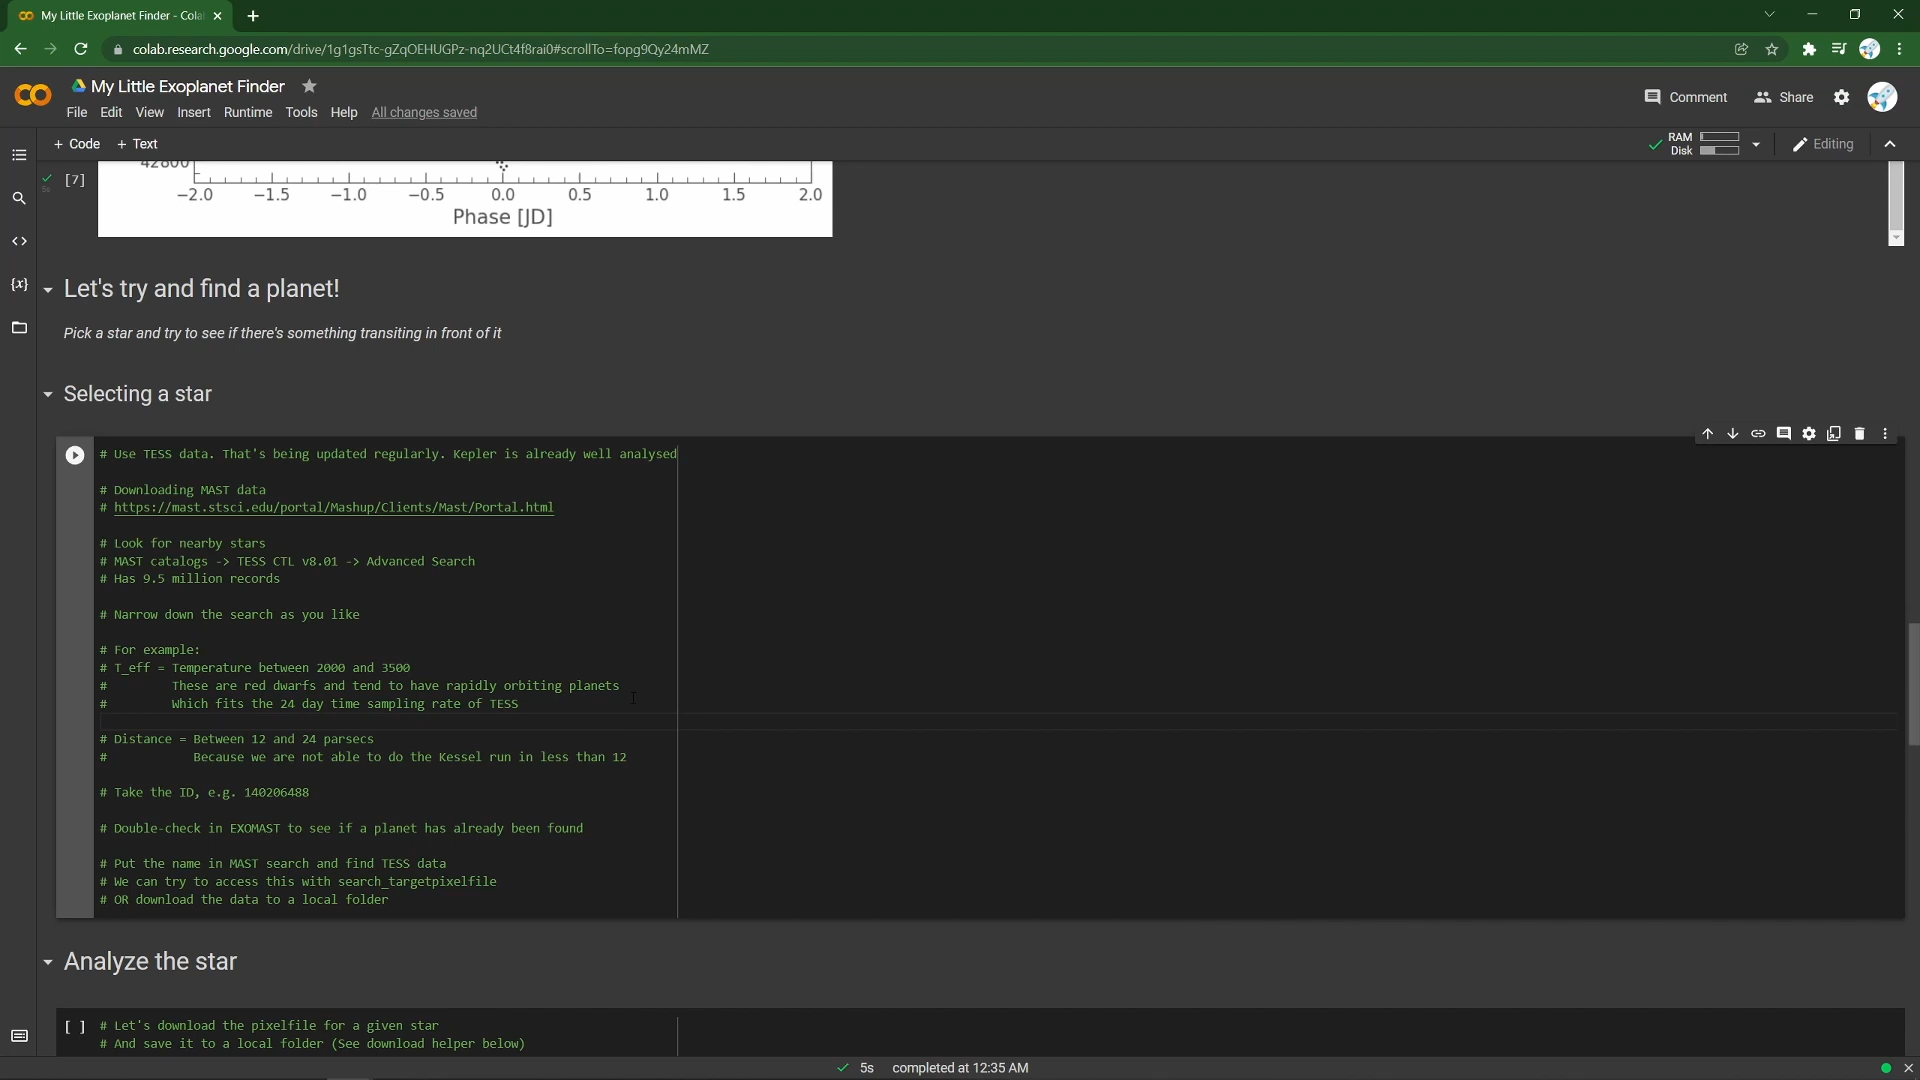 My Little Exoplanet Finder - Cola
colab.research.google.com/drive/1g1gsTtc-gZqOEHUGPz-nq2UCt4f8rai0#scrollTo=fopg9Qy24mMZ
My Little Exoplanet Finder
Comment
Share
File Edit View Insert Runtime Tools Help All changes saved
+ Code + Text
RAM
Disk
Editing
42800
[7]
5s
−2.0 −1.5 −1.0 −0.5 0.0 0.5 1.0 1.5 2.0
Phase [JD]
{x}
Let's try and find a planet!
Pick a star and try to see if there's something transiting in front of it
Selecting a star
# Use TESS data. That's being updated regularly. Kepler is already well analysed
# Downloading MAST data
# https://mast.stsci.edu/portal/Mashup/Clients/Mast/Portal.html
# Look for nearby stars
# MAST catalogs -> TESS CTL v8.01 -> Advanced Search
# Has 9.5 million records
# Narrow down the search as you like
# For example:
# T_eff = Temperature between 2000 and 3500
#         These are red dwarfs and tend to have rapidly orbiting planets
#         Which fits the 24 day time sampling rate of TESS
# Distance = Between 12 and 24 parsecs
#            Because we are not able to do the Kessel run in less than 12
# Take the ID, e.g. 140206488
# Double-check in EXOMAST to see if a planet has already been found
# Put the name in MAST search and find TESS data
# We can try to access this with search_targetpixelfile
# OR download the data to a local folder
Analyze the star
[ ] # Let's download the pixelfile for a given star
# And save it to a local folder (See download helper below)
5s completed at 12:35 AM